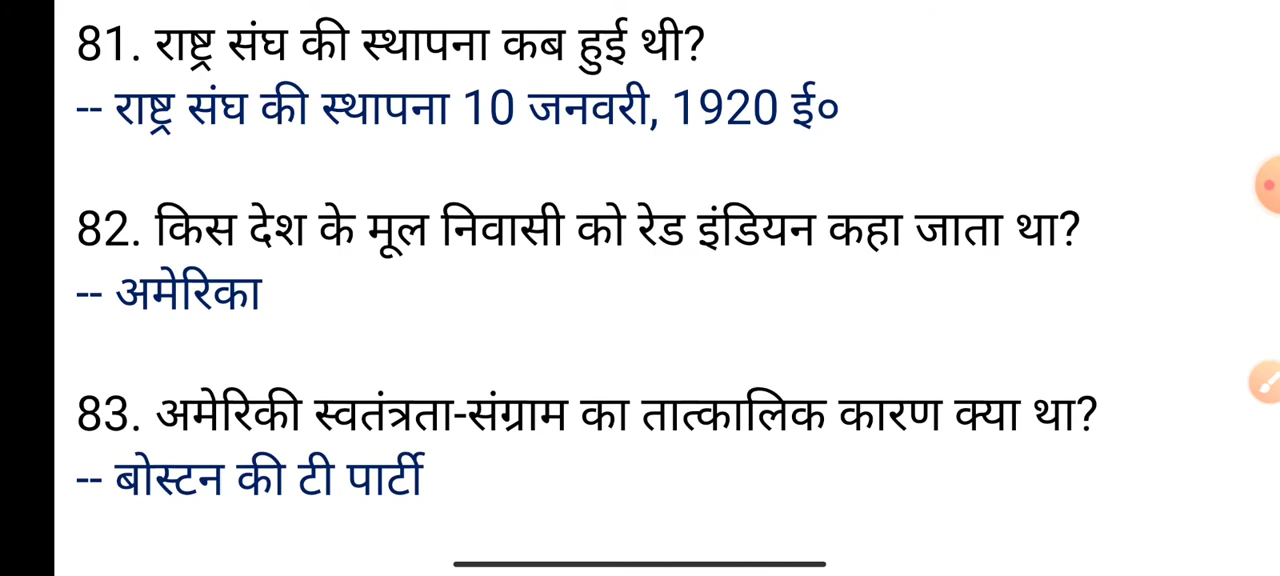 81. राष्ट्र संघ की स्थापना कब हुई थी?
-- राष्ट्र संघ की स्थापना 10 जनवरी, 1920 ई०
82. किस देश के मूल निवासी को रेड इंडियन कहा जाता था?
-- अमेरिका
83. अमेरिकी स्वतंत्रता-संग्राम का तात्कालिक कारण क्या था?
-- बोस्टन की टी पार्टी